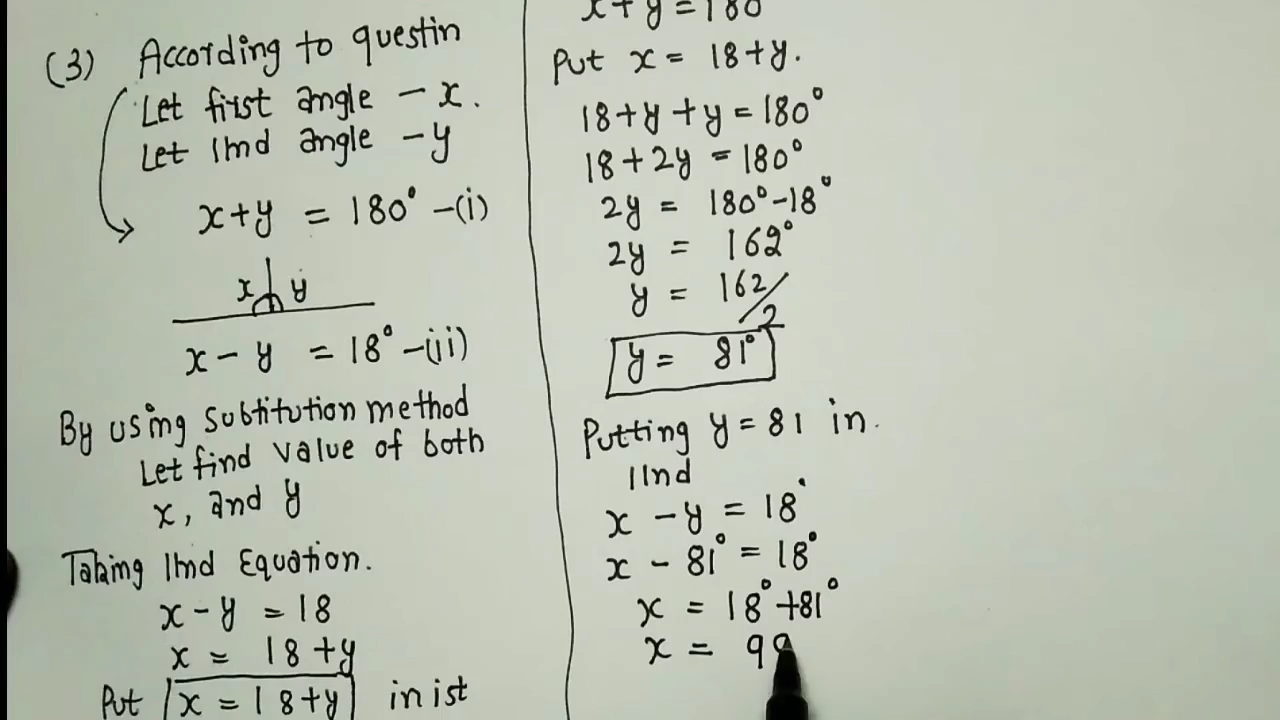 (3) According to questin
Let first angle - x.
Let IInd angle - y
x+y = 180° -(i)
x y
x - y = 18° -(ii)
By using Subtitution method
Let find value of both
x, and y
Taking IInd Equation.
x - y = 18
x = 18+y
Put x = 18+y in ist
x+y = 180
Put x = 18+y.
18+y+y = 180°
18+2y = 180°
2y = 180°-18°
2y = 162°
y = 162/2
y = 81°
Putting y = 81 in.
IInd
x - y = 18°
x - 81° = 18°
x = 18°+81°
x = 99